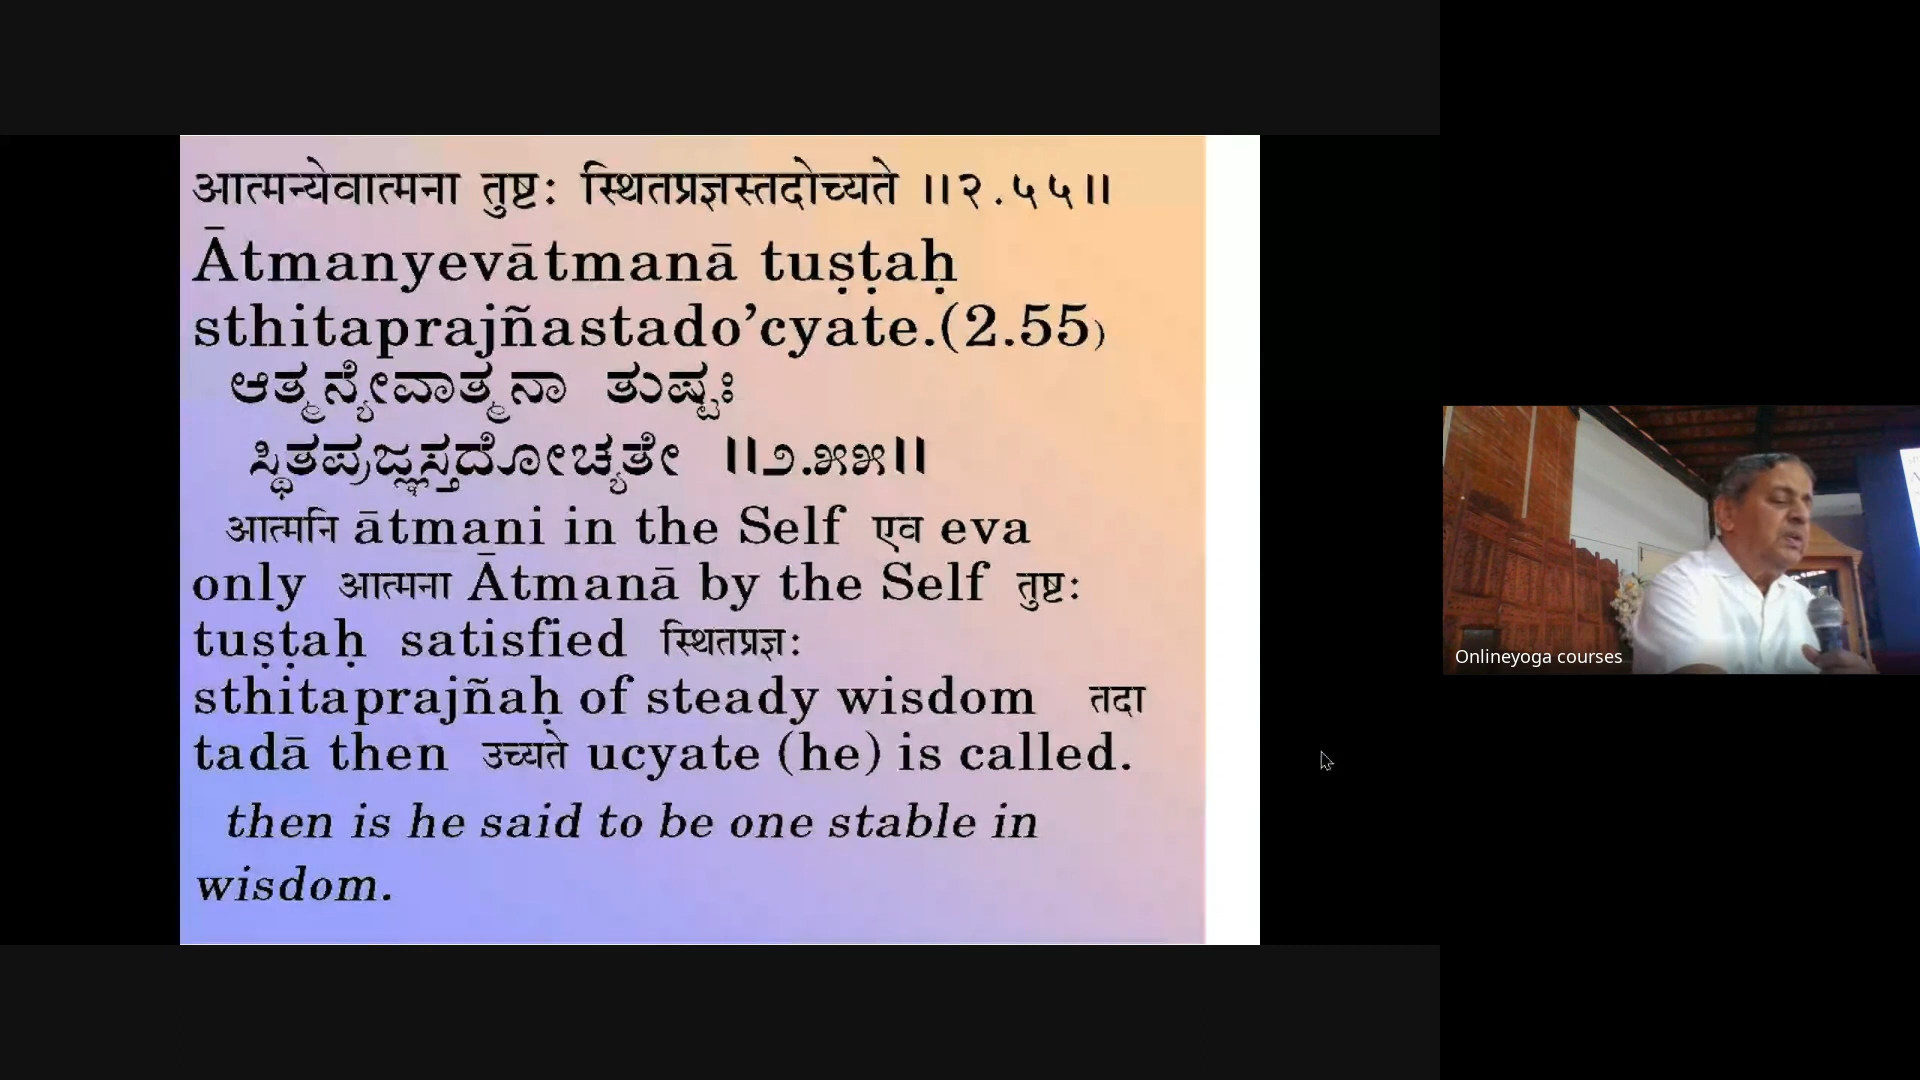 आत्मन्येवात्मना तुष्टः स्थितप्रज्ञस्तदोच्यते ॥२.५५॥
Ātmanyevātmanā tuṣṭaḥ
sthitaprajñastado’cyate.(2.55)
ಆತ್ಮನ್ಯೇವಾತ್ಮನಾ ತುಷ್ಟಃ
ಸ್ಥಿತಪ್ರಜ್ಞಸ್ತದೋಚ್ಯತೇ ॥೨.೫೫॥
आत्मनि ātmani in the Self एव eva
only आत्मना Ātmanā by the Self तुष्टः
tuṣṭaḥ satisfied स्थितप्रज्ञः
sthitaprajñaḥ of steady wisdom तदा
tadā then उच्यते ucyate (he) is called.
then is he said to be one stable in
wisdom.
Onlineyoga courses